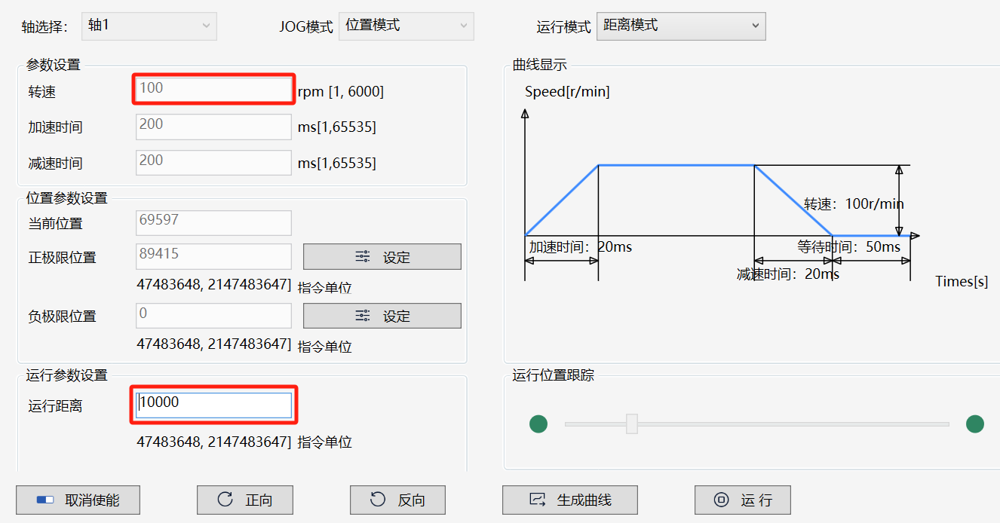 轴选择： 轴1 JOG模式 位置模式 运行模式 距离模式
参数设置
转速 100 rpm [1, 6000]
加速时间 200 ms[1,65535]
减速时间 200 ms[1,65535]
位置参数设置
当前位置 69597
正极限位置 89415 设定
47483648, 2147483647] 指令单位
负极限位置 0 设定
47483648, 2147483647] 指令单位
运行参数设置
运行距离 10000
47483648, 2147483647] 指令单位
曲线显示
Speed[r/min]
转速：100r/min
加速时间：20ms
等待时间：50ms
减速时间：20ms
Times[s]
运行位置跟踪
取消使能 正向 反向 生成曲线 运 行